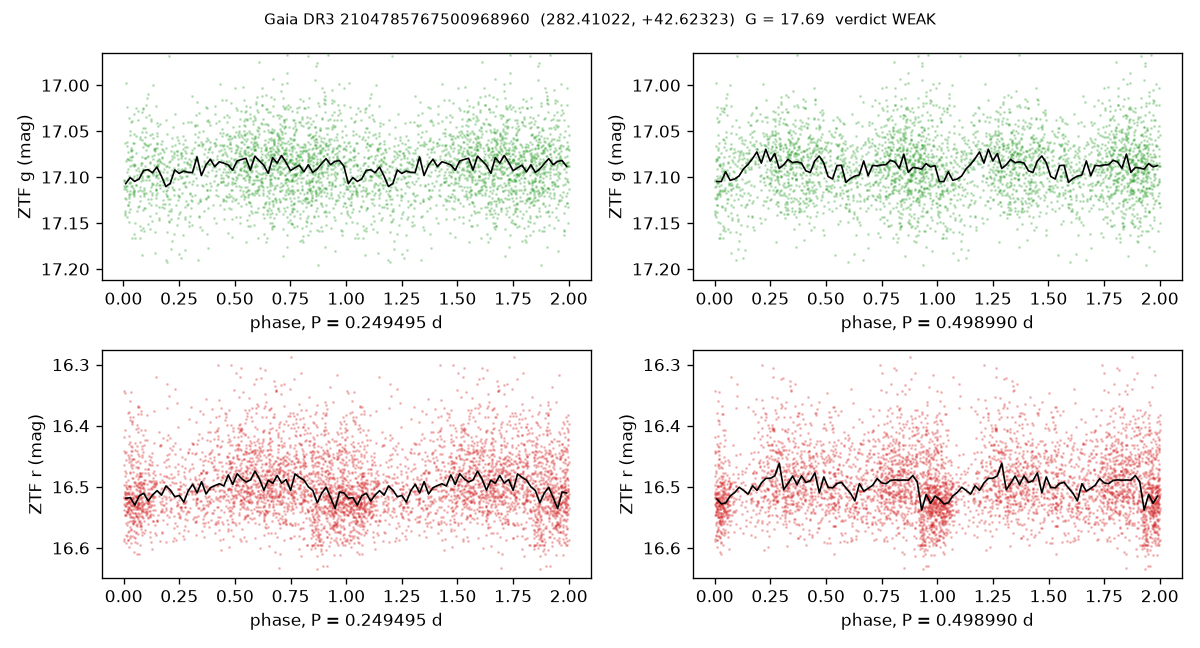 Gaia DR3 2104785767500968960 (282.41022, +42.62323) G = 17.69 verdict WEAK
ZTF g (mag)
17.00
17.05
17.10
17.15
17.20
0.00 0.25 0.50 0.75 1.00 1.25 1.50 1.75 2.00
phase, P = 0.249495 d
ZTF g (mag)
17.00
17.05
17.10
17.15
17.20
0.00 0.25 0.50 0.75 1.00 1.25 1.50 1.75 2.00
phase, P = 0.498990 d
ZTF r (mag)
16.3
16.4
16.5
16.6
0.00 0.25 0.50 0.75 1.00 1.25 1.50 1.75 2.00
phase, P = 0.249495 d
ZTF r (mag)
16.3
16.4
16.5
16.6
0.00 0.25 0.50 0.75 1.00 1.25 1.50 1.75 2.00
phase, P = 0.498990 d